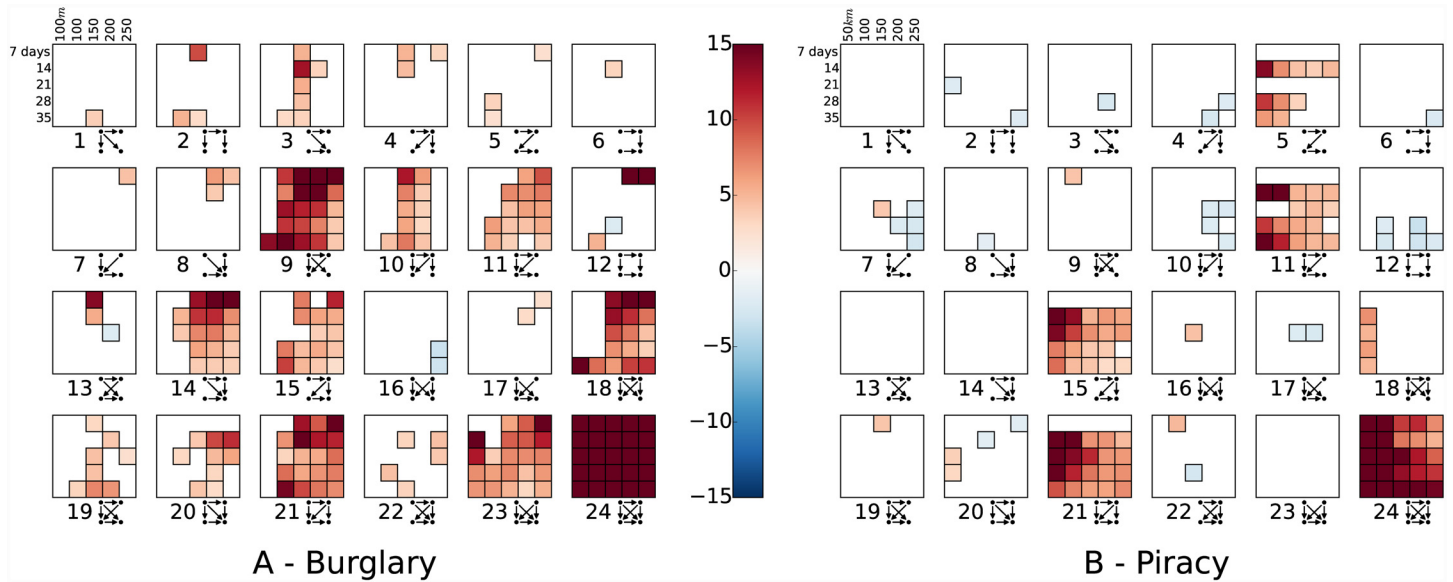 100m 100 150 200 250
7 days
14
21
28
35
1 2 3 4 5 6
7 8 9 10 11 12
13 14 15 16 17 18
19 20 21 22 23 24
A - Burglary
15
10
5
0
−5
−10
−15
50km 100 150 200 250
7 days
14
21
28
35
1 2 3 4 5 6
7 8 9 10 11 12
13 14 15 16 17 18
19 20 21 22 23 24
B - Piracy